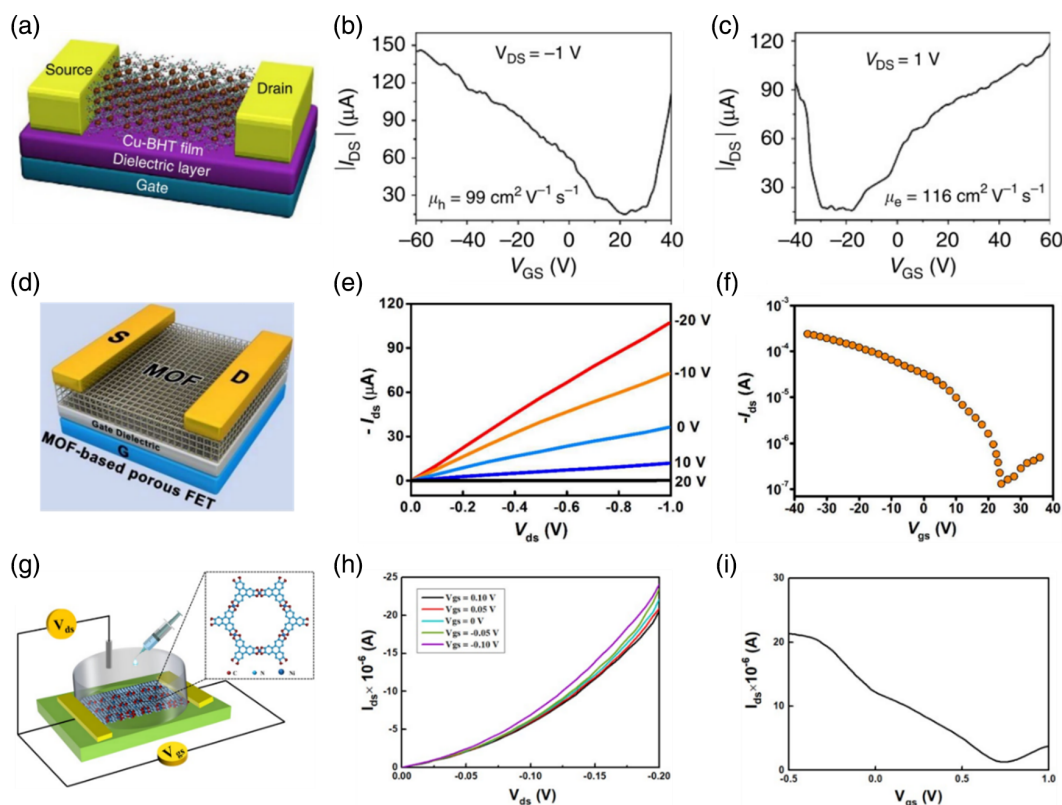 (a)
Source
Drain
Cu-BHT film
Dielectric layer
Gate
(b)
150
120
90
60
30
|I_DS| (μA)
V_DS = −1 V
μ_h = 99 cm² V⁻¹ s⁻¹
−60 −40 −20 0 20 40
V_GS (V)
(c)
120
90
60
30
|I_DS| (μA)
V_DS = 1 V
μ_e = 116 cm² V⁻¹ s⁻¹
−40 −20 0 20 40 60
V_GS (V)
(d)
S
MOF
D
Gate Dielectric
G
MOF-based porous FET
(e)
120
90
60
30
0
- I_ds (μA)
-20 V
-10 V
0 V
10 V
20 V
0.0 -0.2 -0.4 -0.6 -0.8 -1.0
V_ds (V)
(f)
10⁻³
10⁻⁴
10⁻⁵
10⁻⁶
10⁻⁷
-I_ds (A)
-40 -30 -20 -10 0 10 20 30 40
V_gs (V)
(g)
V_ds
C N Ni
V_gs
(h)
-25
-20
-15
-10
-5
0
I_ds× 10⁻⁶ (A)
Vgs = 0.10 V
Vgs = 0.05 V
Vgs = 0 V
Vgs = -0.05 V
Vgs = -0.10 V
0.00 -0.05 -0.10 -0.15 -0.20
V_ds (V)
(i)
30
20
10
0
I_ds×10⁻⁶ (A)
-0.5 0.0 0.5 1.0
V_gs (V)